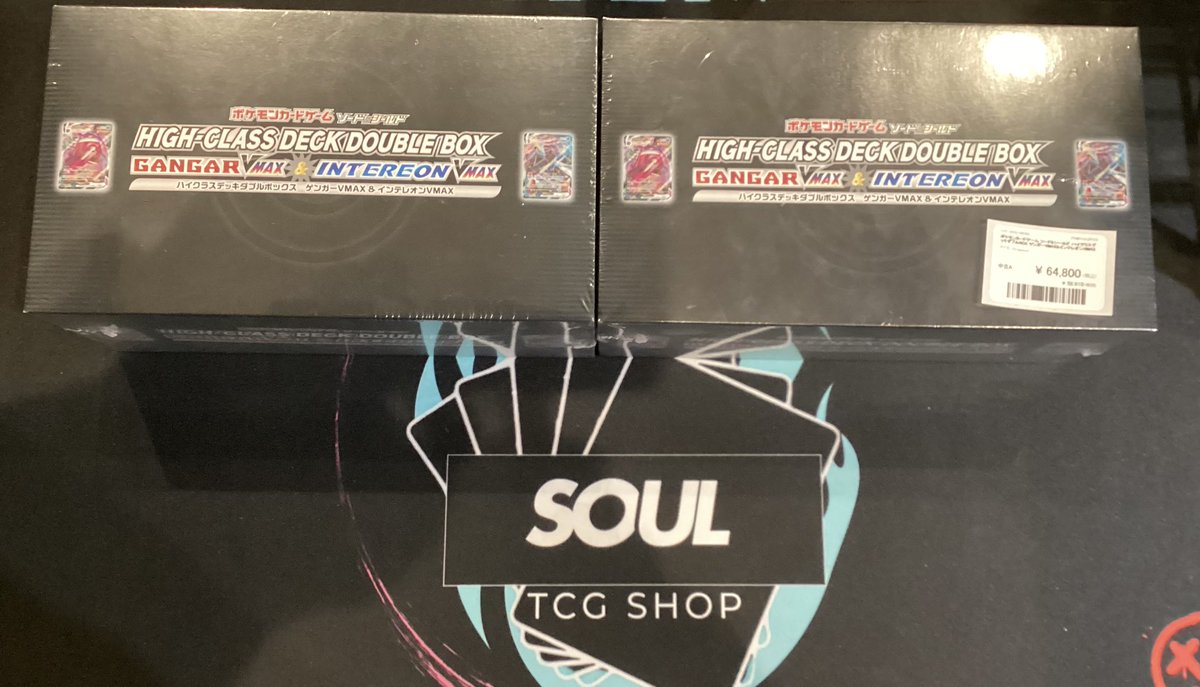 ポケモンカードゲーム ソード&シールド
HIGH-CLASS DECK DOUBLE BOX
GANGAR VMAX & INTEREON VMAX
ハイクラスデッキダブルボックス ゲンガーVMAX & インテレオンVMAX
HIGH-CLASS DECK DOUBLE B
ポケモンカードゲーム ソード&シールド
HIGH-CLASS DECK DOUBLE BOX
GANGAR VMAX & INTEREON VMAX
ハイクラスデッキダブルボックス ゲンガーVMAX & インテレオンVMAX
¥ 64,800
SOUL
TCG SHOP